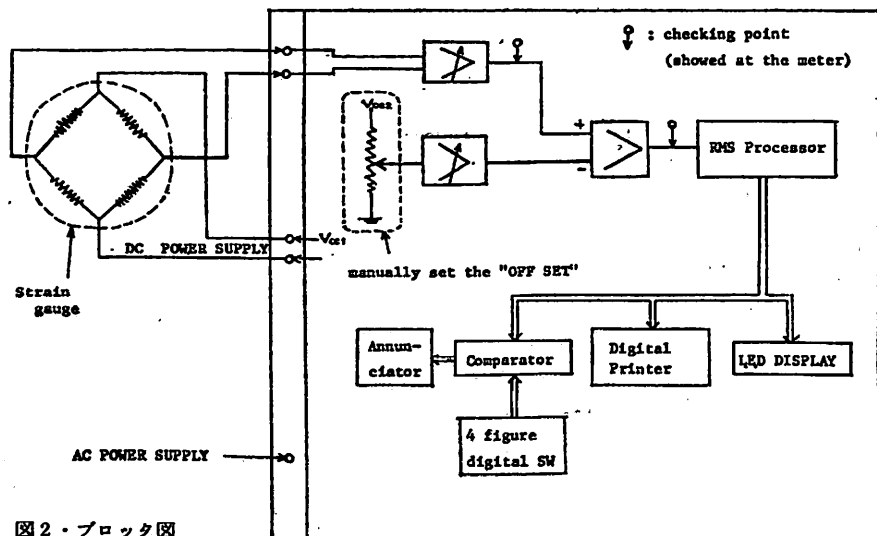 : checking point
(showed at the meter)
VOS2
+
-
RMS Processor
DC POWER SUPPLY
Strain
gauge
manually set the "OFF SET"
Annun-
ciator
Comparator
Digital
Printer
LED DISPLAY
4 figure
digital SW
AC POWER SUPPLY
図2・ブロック図